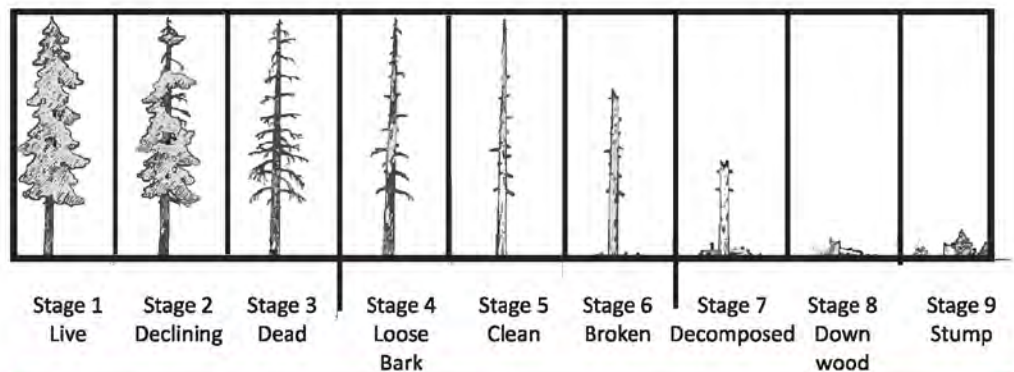 Stage 1
Live
Stage 2
Declining
Stage 3
Dead
Stage 4
Loose
Bark
Stage 5
Clean
Stage 6
Broken
Stage 7
Decomposed
Stage 8
Down
wood
Stage 9
Stump